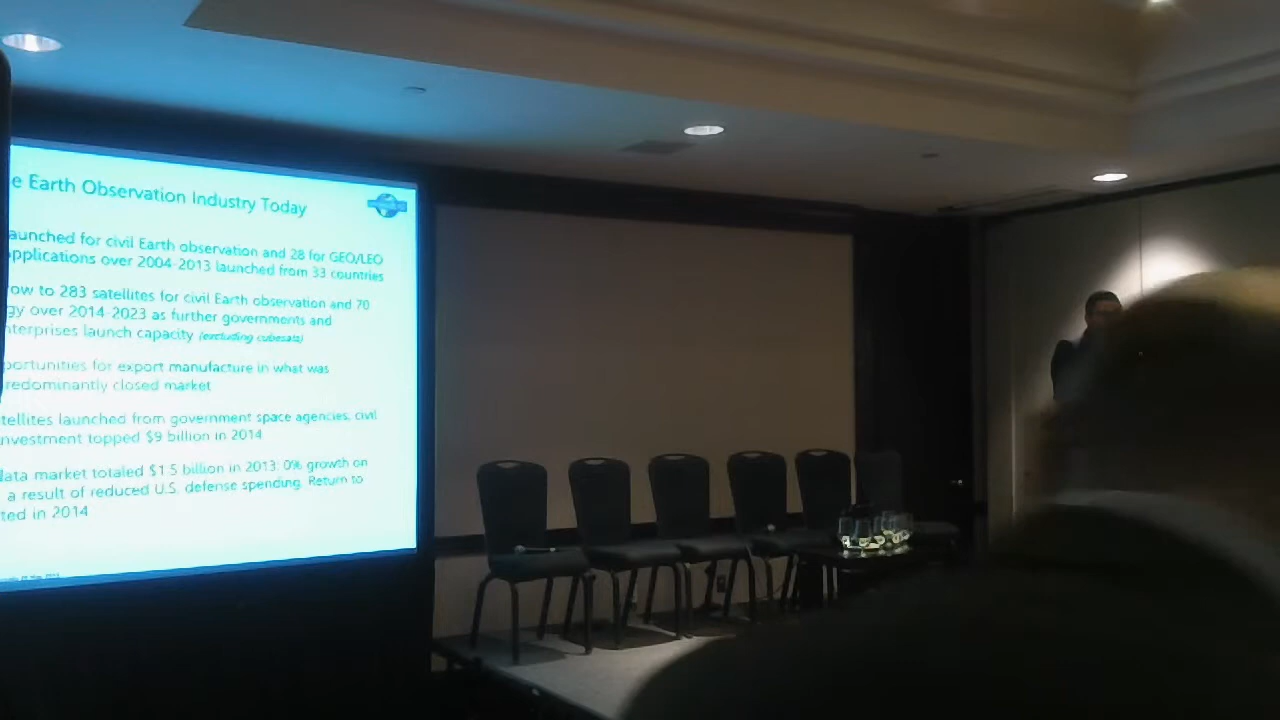 e Earth Observation Industry Today
aunched for civil Earth observation and 28 for GEO/LEO
pplications over 2004-2013 launched from 33 countries
ow to 283 satellites for civil Earth observation and 70
gy over 2014-2023 as further governments and
nterprises launch capacity (excluding cubesats)
portunities for export manufacture in what was
redominantly closed market
tellites launched from government space agencies, civil
nvestment topped $9 billion in 2014
data market totaled $1.5 billion in 2013: 0% growth on
a result of reduced U.S. defense spending. Return to
ted in 2014